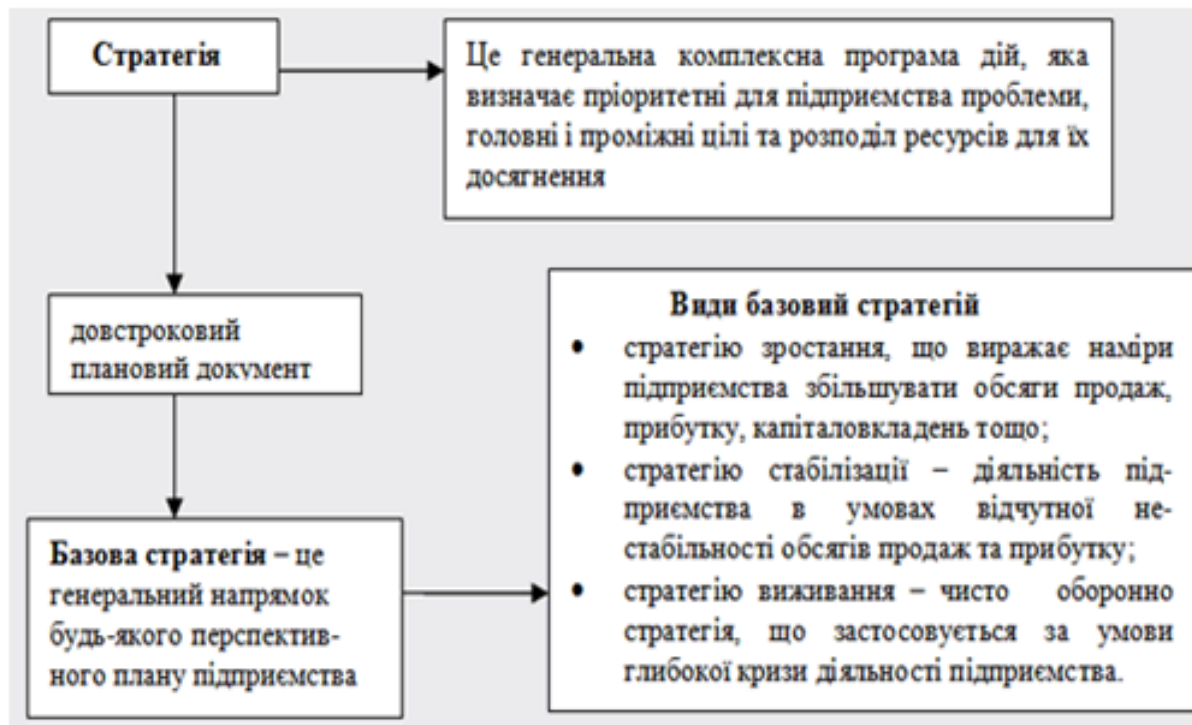 Стратегія
Це генеральна комплексна програма дій, яка
визначає пріоритетні для підприємства проблеми,
головні і проміжні цілі та розподіл ресурсів для їх
досягнення
довстроковий
плановий документ
Базова стратегія – це
генеральний напрямок
будь-якого перспектив-
ного плану підприємства
Види базовий стратегій
• стратегію зростання, що виражає наміри
підприємства збільшувати обсяги продаж,
прибутку, капіталовкладень тощо;
• стратегію стабілізації – діяльність під-
приємства в умовах відчутної не-
стабільності обсягів продаж та прибутку;
• стратегію виживання – чисто оборонно
стратегія, що застосовується за умови
глибокої кризи діяльності підприємства.